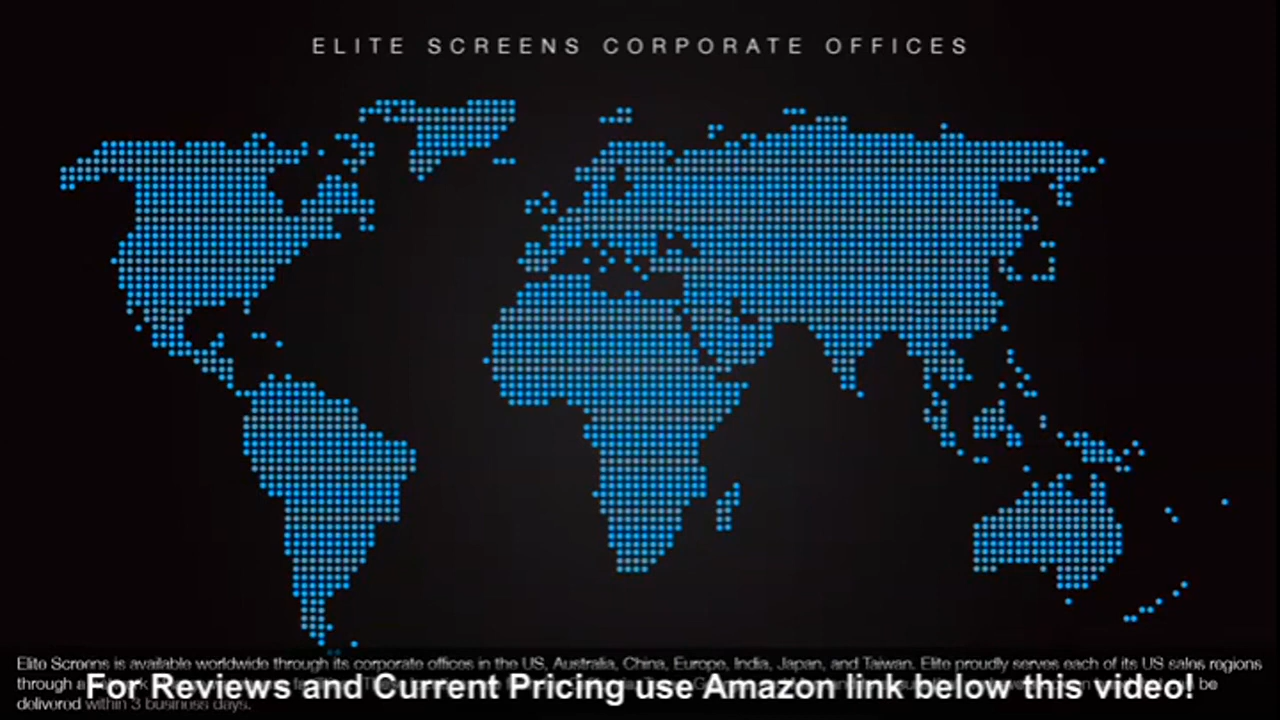 ELITE SCREENS CORPORATE OFFICES
Elite Screens is available worldwide through its corporate offices in the US, Australia, China, Europe, India, Japan, and Taiwan. Elite proudly serves each of its US sales regions
through be
For Reviews and Current Pricing use Amazon link below this video!
delivered within 3 business days.